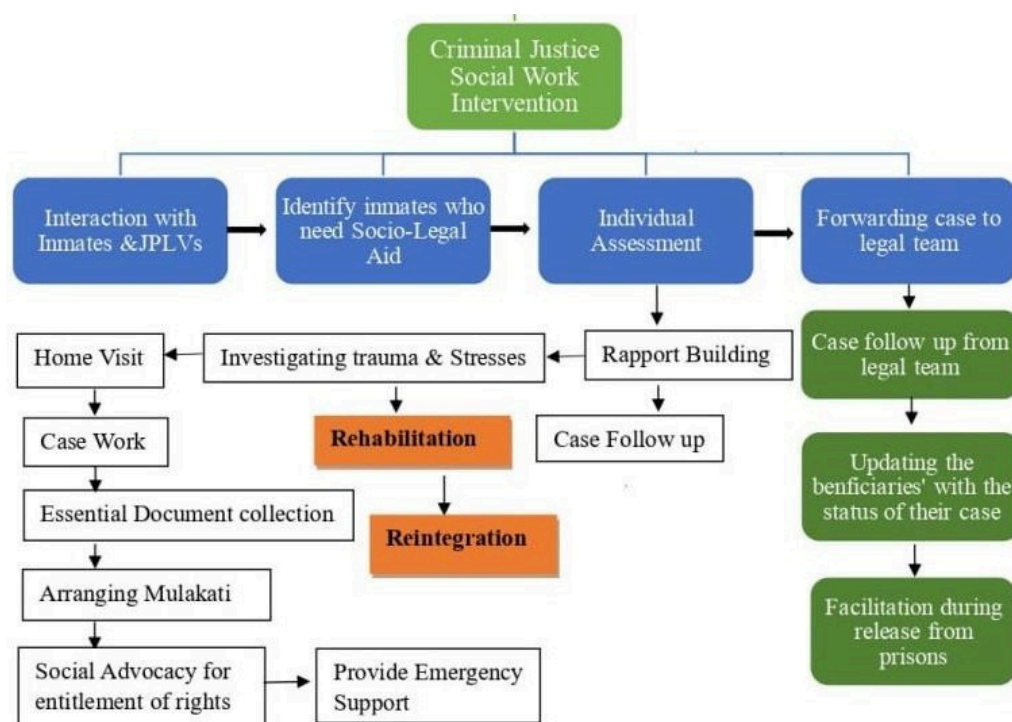 Criminal Justice
Social Work
Intervention
Interaction with
Inmates &JPLVs
Identify inmates who
need Socio-Legal
Aid
Individual
Assessment
Forwarding case to
legal team
Home Visit
Investigating trauma & Stresses
Rapport Building
Case follow up from
legal team
Case Work
Rehabilitation
Case Follow up
Updating the
benficiaries' with the
status of their case
Essential Document collection
Reintegration
Arranging Mulakati
Facilitation during
release from
prisons
Social Advocacy for
entitlement of rights
Provide Emergency
Support